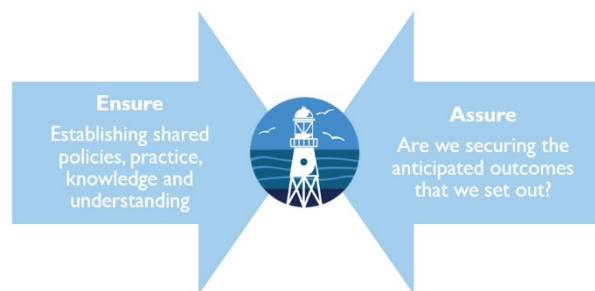 Ensure
Establishing shared
policies, practice,
knowledge and
understanding
Assure
Are we securing the
anticipated outcomes
that we set out?